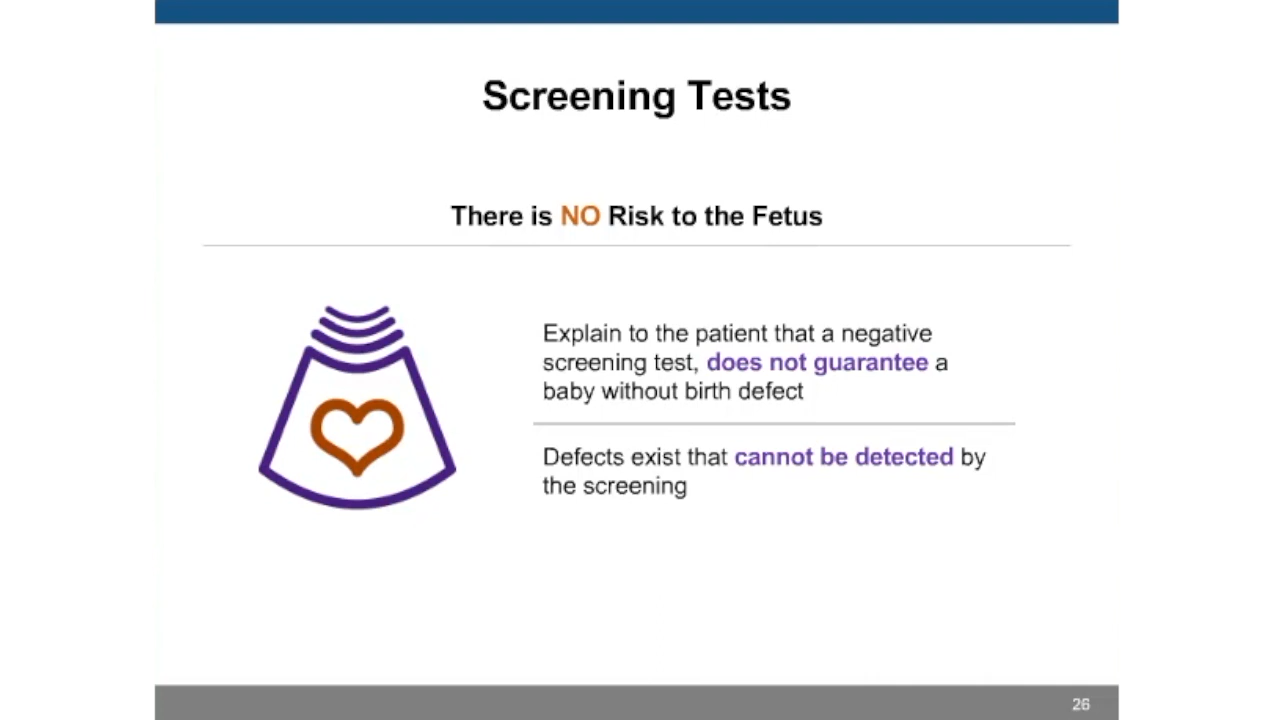 Screening Tests
There is NO Risk to the Fetus
Explain to the patient that a negative
screening test, does not guarantee a
baby without birth defect
Defects exist that cannot be detected by
the screening
26